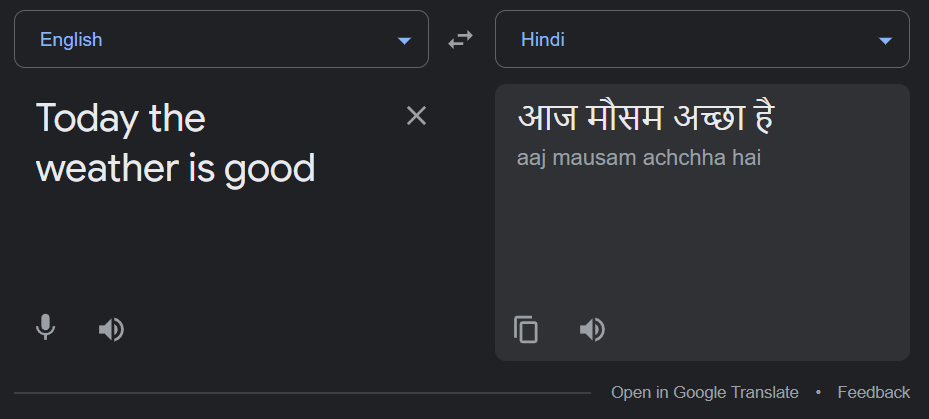 English
Hindi
Today the
weather is good
आज मौसम अच्छा है
aaj mausam achchha hai
Open in Google Translate • Feedback